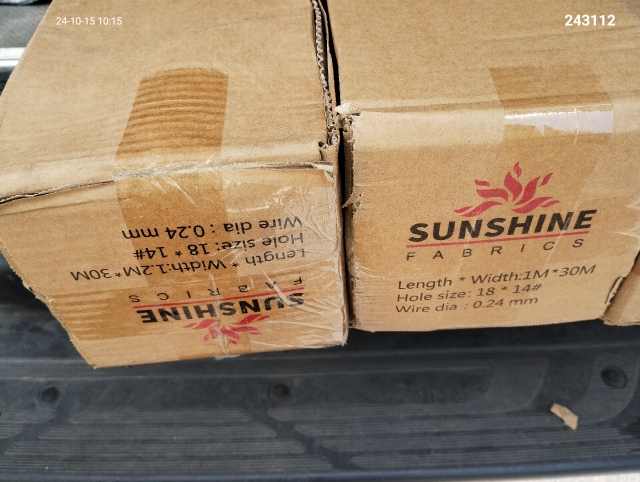 24-10-15 10:15
243112
SUNSHINE
FABRICS
Length * Width:1.2M*30M
Hole size: 18 * 14#
Wire dia : 0.24 mm
SUNSHINE
FABRICS
Length * Width:1M*30M
Hole size: 18 * 14#
Wire dia : 0.24 mm